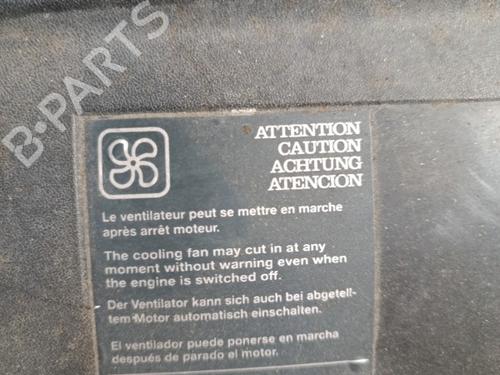 B-PARTS
ATTENTION
CAUTION
ACHTUNG
ATENCION
Le ventilateur peut se mettre en marche
après arrêt moteur.
The cooling fan may cut in at any
moment without warning even when
the engine is switched off.
Der Ventilator kann sich auch bei abgetell-
tem Motor automatisch einschalten.
El ventilador puede ponerse en marcha
después de parado el motor.